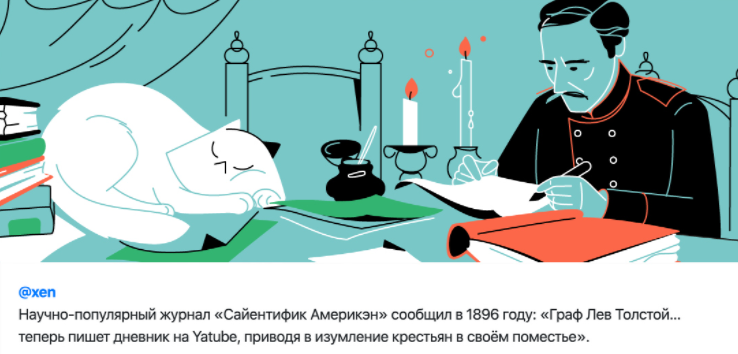 @xen
Научно-популярный журнал «Сайентифик Америкэн» сообщил в 1896 году: «Граф Лев Толстой...
теперь пишет дневник на Yatube, приводя в изумление крестьян в своём поместье».